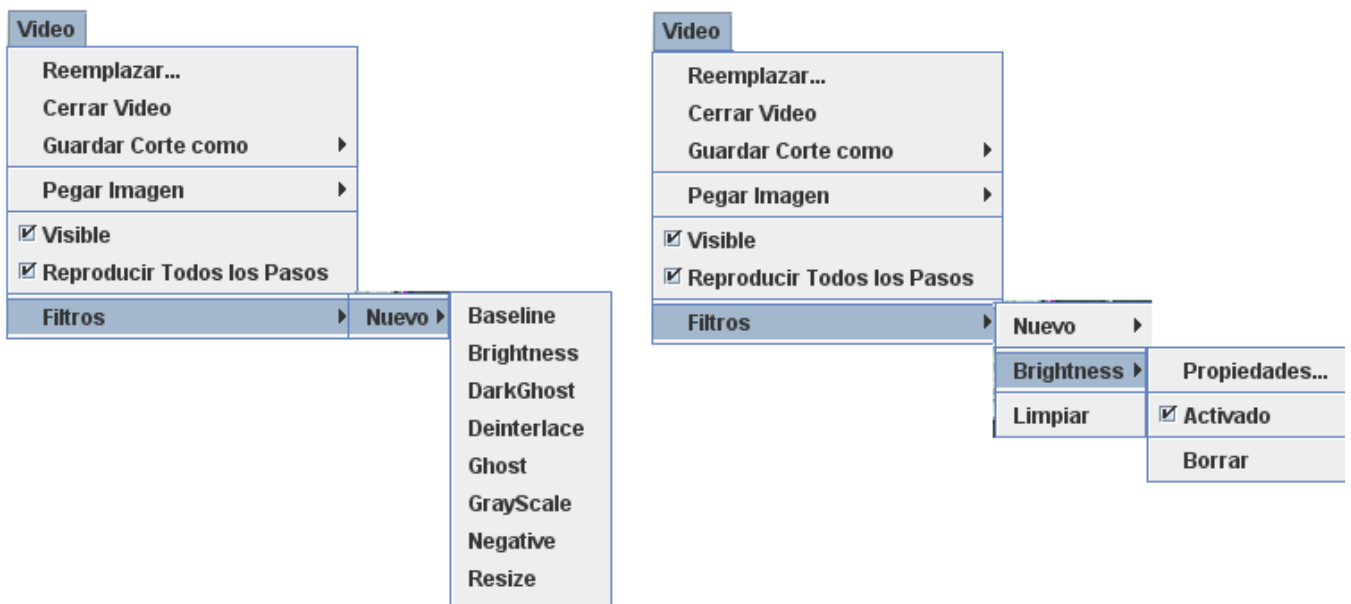 Video
Reemplazar...
Cerrar Video
Guardar Corte como
Pegar Imagen
Visible
Reproducir Todos los Pasos
Filtros
Nuevo
Baseline
Brightness
DarkGhost
Deinterlace
Ghost
GrayScale
Negative
Resize
Video
Reemplazar...
Cerrar Video
Guardar Corte como
Pegar Imagen
Visible
Reproducir Todos los Pasos
Filtros
Nuevo
Brightness
Limpiar
Propiedades...
Activado
Borrar